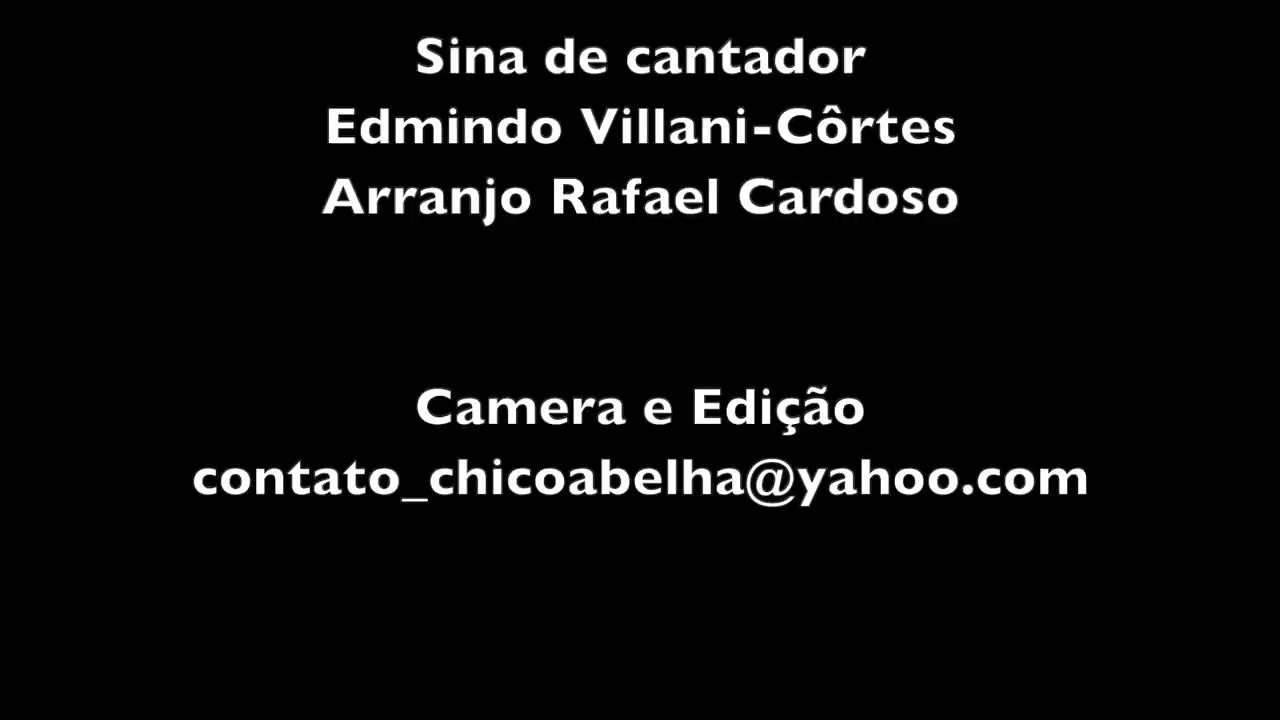 Sina de cantador
Edmindo Villani-Côrtes
Arranjo Rafael Cardoso
Camera e Edição
contato_chicoabelha@yahoo.com